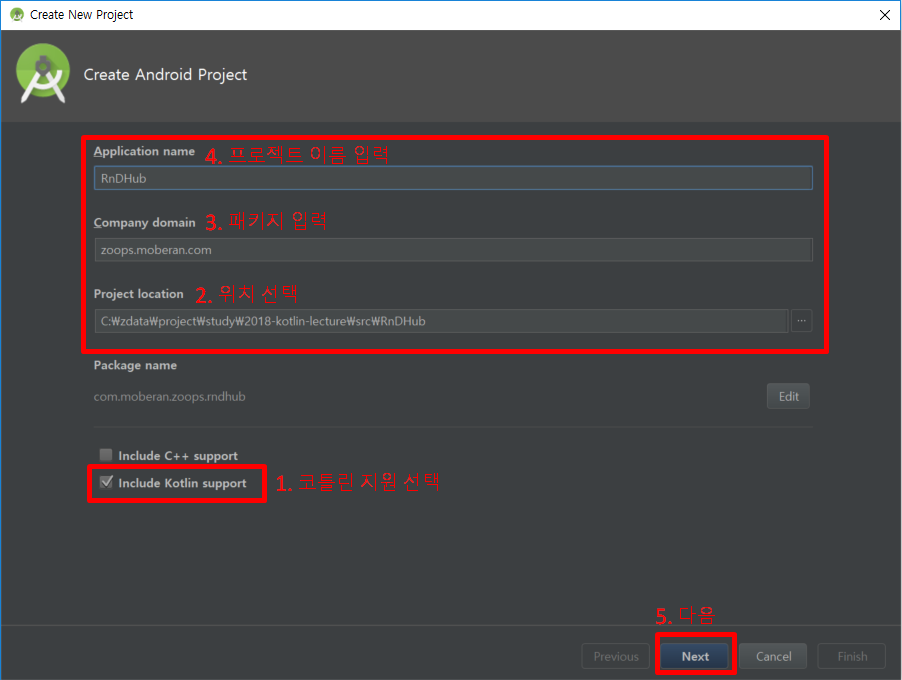 Create New Project
Create Android Project
Application name 4. 프로젝트 이름 입력
RnDHub
Company domain 3. 패키지 입력
zoops.moberan.com
Project location 2. 위치 선택
C:₩zdata₩project₩study₩2018-kotlin-lecture₩src₩RnDHub
...
Package name
com.moberan.zoops.rndhub
Edit
Include C++ support
Include Kotlin support 1. 코틀린 지원 선택
5. 다음
Previous Next Cancel Finish